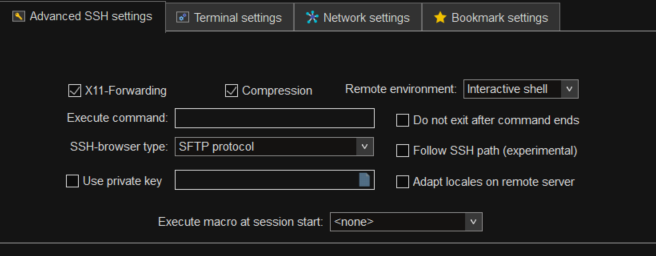 Advanced SSH settings Terminal settings Network settings Bookmark settings
X11-Forwarding Compression Remote environment: Interactive shell
Execute command: Do not exit after command ends
SSH-browser type: SFTP protocol Follow SSH path (experimental)
Use private key Adapt locales on remote server
Execute macro at session start: <none>